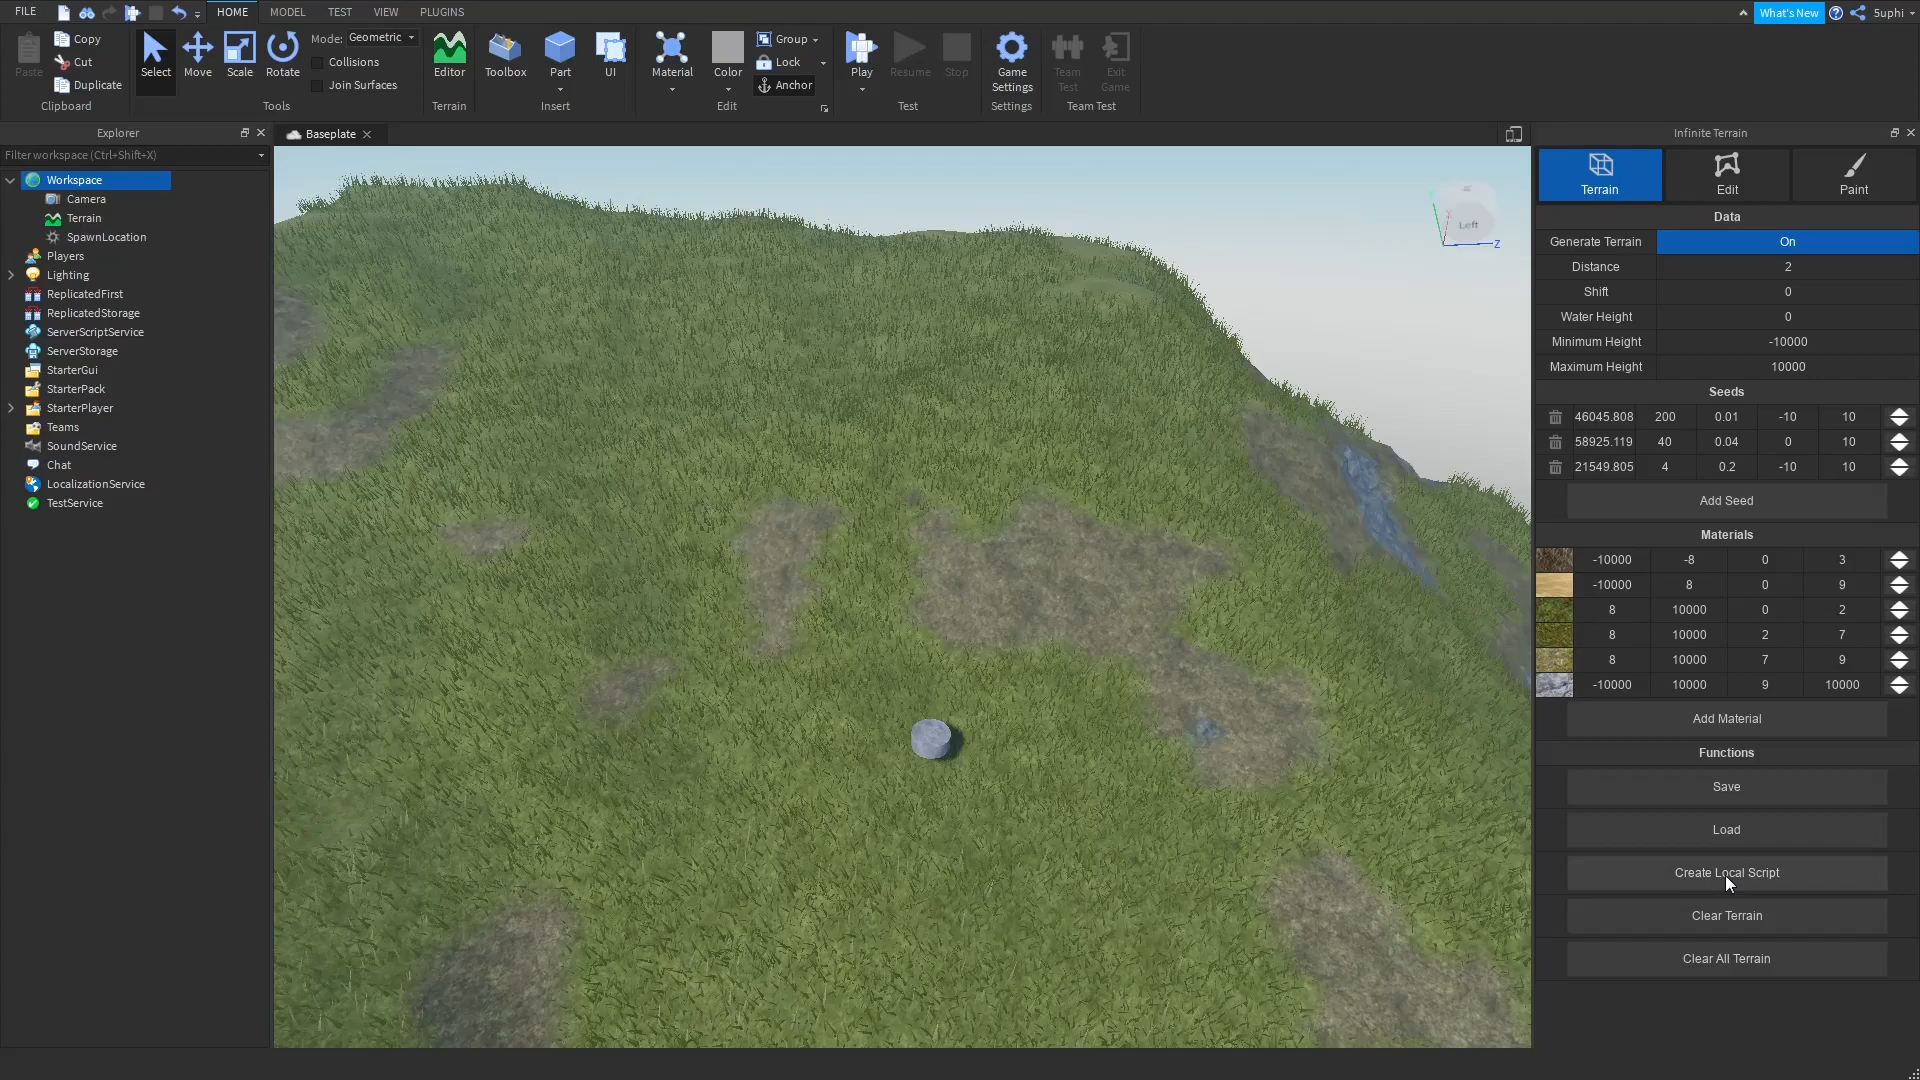 FILE
HOME
MODEL
TEST
VIEW
PLUGINS
What's New
5uphi
Paste
Copy
Cut
Duplicate
Clipboard
Select
Move
Scale
Rotate
Mode: Geometric
Collisions
Join Surfaces
Tools
Editor
Terrain
Toolbox
Part
UI
Insert
Material
Color
Group
Lock
Anchor
Edit
Play
Resume
Stop
Test
Game Settings
Settings
Team Test
Exit Game
Team Test
Explorer
Filter workspace (Ctrl+Shift+X)
Workspace
Camera
Terrain
SpawnLocation
Players
Lighting
ReplicatedFirst
ReplicatedStorage
ServerScriptService
ServerStorage
StarterGui
StarterPack
StarterPlayer
Teams
SoundService
Chat
LocalizationService
TestService
Baseplate
Left
Z
Infinite Terrain
Terrain
Edit
Paint
Data
Generate Terrain On
Distance 2
Shift 0
Water Height 0
Minimum Height -10000
Maximum Height 10000
Seeds
46045.808 200 0.01 -10 10
58925.119 40 0.04 0 10
21549.805 4 0.2 -10 10
Add Seed
Materials
-10000 -8 0 3
-10000 8 0 9
8 10000 0 2
8 10000 2 7
8 10000 7 9
-10000 10000 9 10000
Add Material
Functions
Save
Load
Create Local Script
Clear Terrain
Clear All Terrain